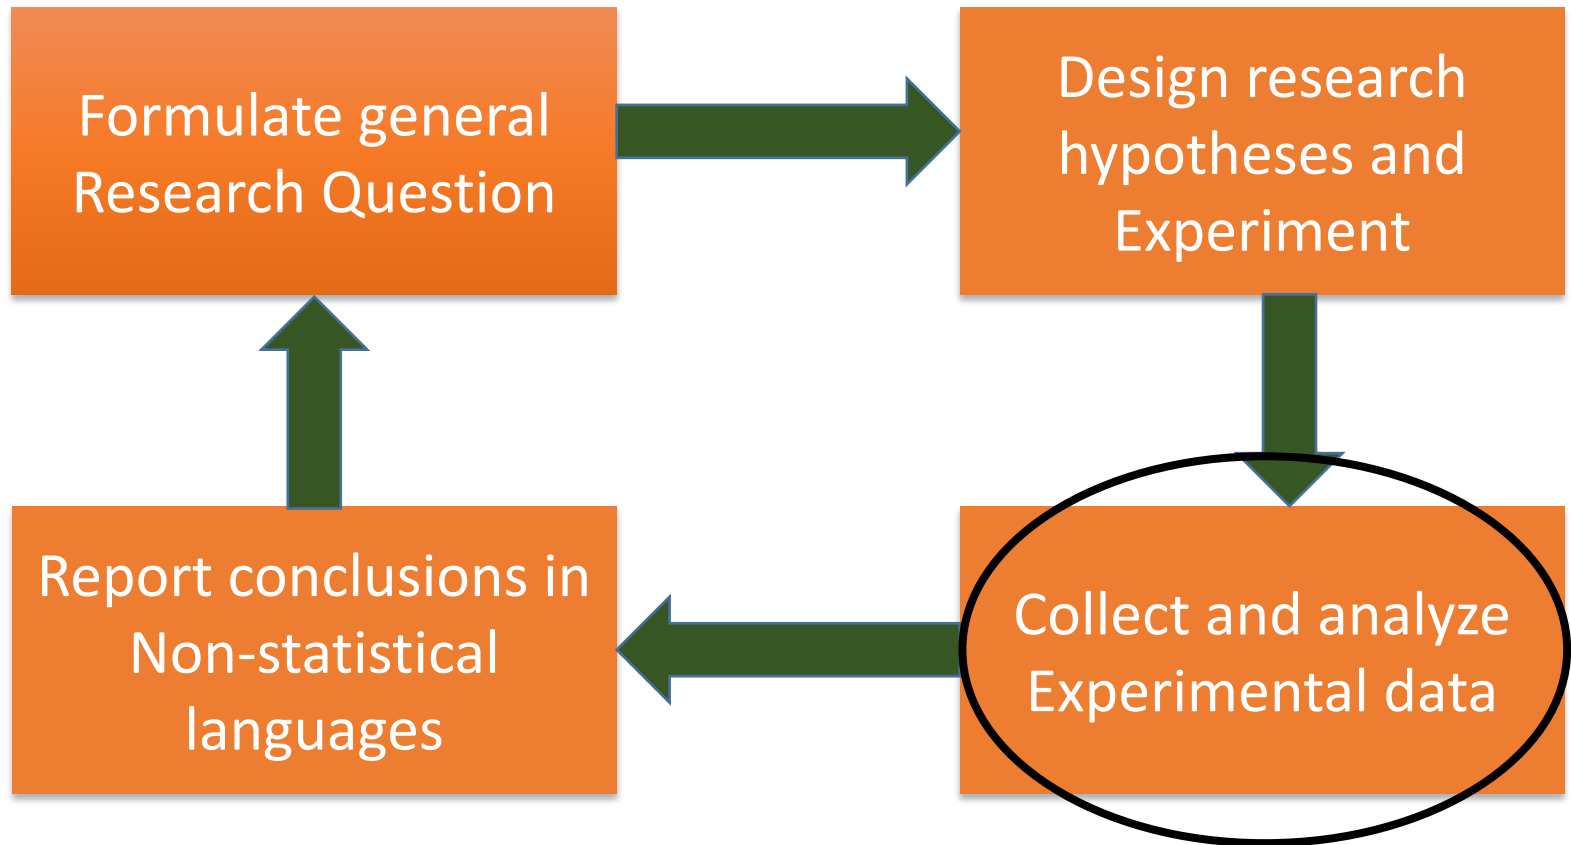 Formulate general
Research Question
Design research
hypotheses and
Experiment
Report conclusions in
Non-statistical
languages
Collect and analyze
Experimental data